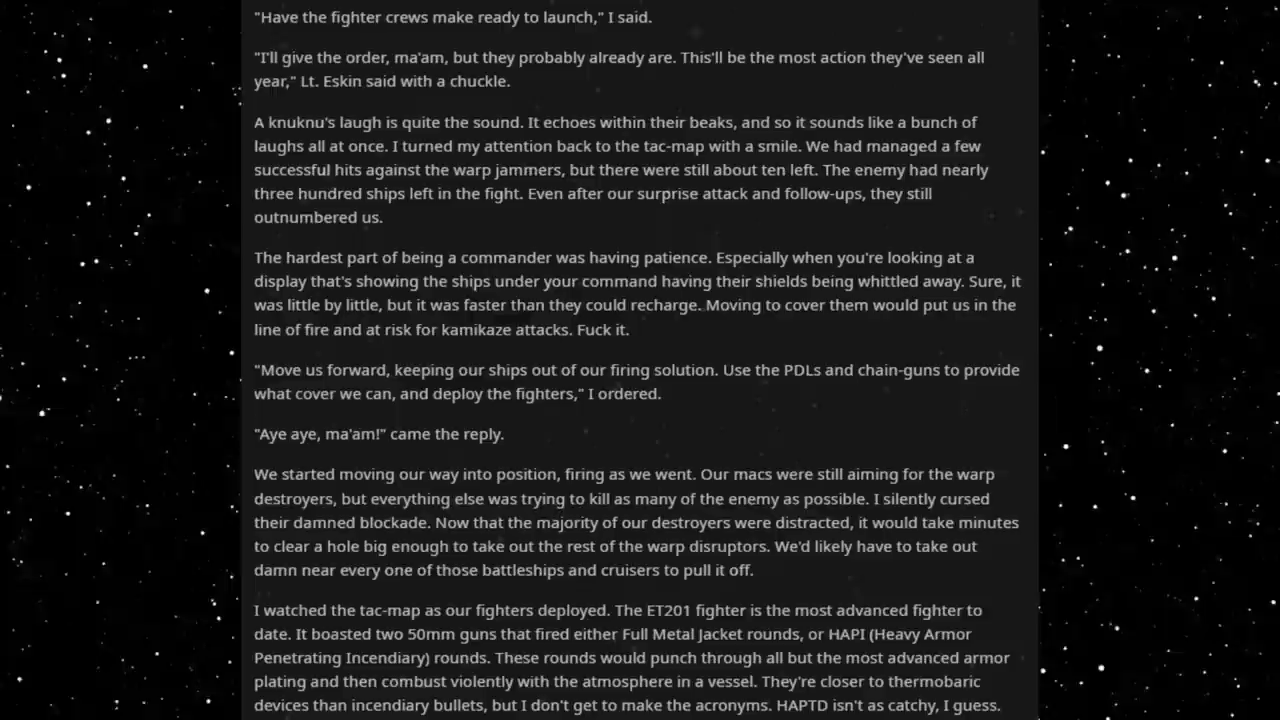 "Have the fighter crews make ready to launch," I said.
"I'll give the order, ma'am, but they probably already are. This'll be the most action they've seen all
year," Lt. Eskin said with a chuckle.
A knuknu's laugh is quite the sound. It echoes within their beaks, and so it sounds like a bunch of
laughs all at once. I turned my attention back to the tac-map with a smile. We had managed a few
successful hits against the warp jammers, but there were still about ten left. The enemy had nearly
three hundred ships left in the fight. Even after our surprise attack and follow-ups, they still
outnumbered us.
The hardest part of being a commander was having patience. Especially when you're looking at a
display that's showing the ships under your command having their shields being whittled away. Sure, it
was little by little, but it was faster than they could recharge. Moving to cover them would put us in the
line of fire and at risk for kamikaze attacks. Fuck it.
"Move us forward, keeping our ships out of our firing solution. Use the PDLs and chain-guns to provide
what cover we can, and deploy the fighters," I ordered.
"Aye aye, ma'am!" came the reply.
We started moving our way into position, firing as we went. Our macs were still aiming for the warp
destroyers, but everything else was trying to kill as many of the enemy as possible. I silently cursed
their damned blockade. Now that the majority of our destroyers were distracted, it would take minutes
to clear a hole big enough to take out the rest of the warp disruptors. We'd likely have to take out
damn near every one of those battleships and cruisers to pull it off.
I watched the tac-map as our fighters deployed. The ET201 fighter is the most advanced fighter to
date. It boasted two 50mm guns that fired either Full Metal Jacket rounds, or HAPI (Heavy Armor
Penetrating Incendiary) rounds. These rounds would punch through all but the most advanced armor
plating and then combust violently with the atmosphere in a vessel. They're closer to thermobaric
devices than incendiary bullets, but I don't get to make the acronyms. HAPTD isn't as catchy, I guess.